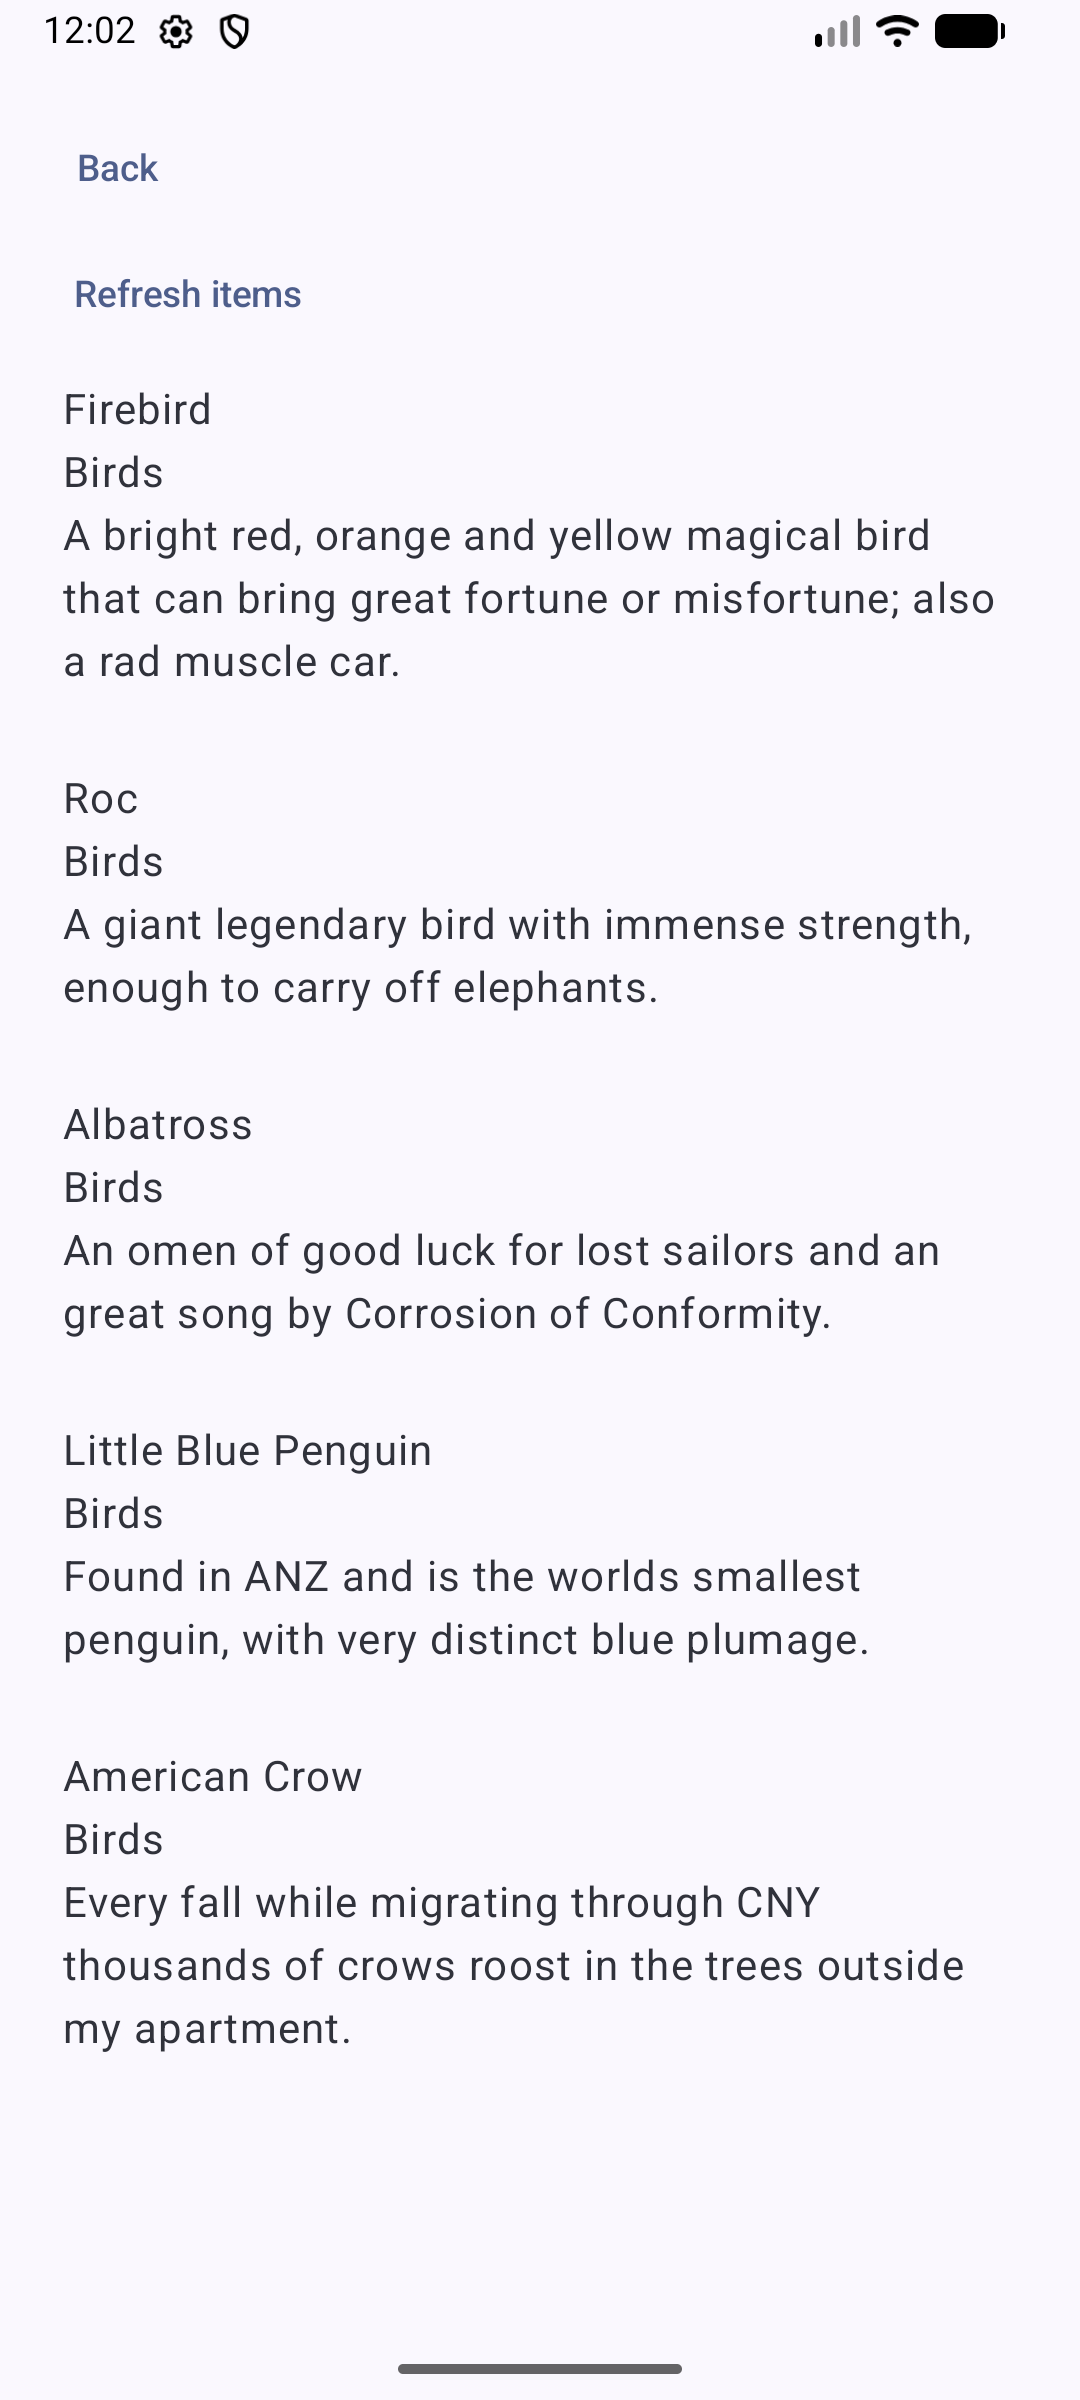 12:02
Back
Refresh items
Firebird
Birds
A bright red, orange and yellow magical bird
that can bring great fortune or misfortune; also
a rad muscle car.
Roc
Birds
A giant legendary bird with immense strength,
enough to carry off elephants.
Albatross
Birds
An omen of good luck for lost sailors and an
great song by Corrosion of Conformity.
Little Blue Penguin
Birds
Found in ANZ and is the worlds smallest
penguin, with very distinct blue plumage.
American Crow
Birds
Every fall while migrating through CNY
thousands of crows roost in the trees outside
my apartment.